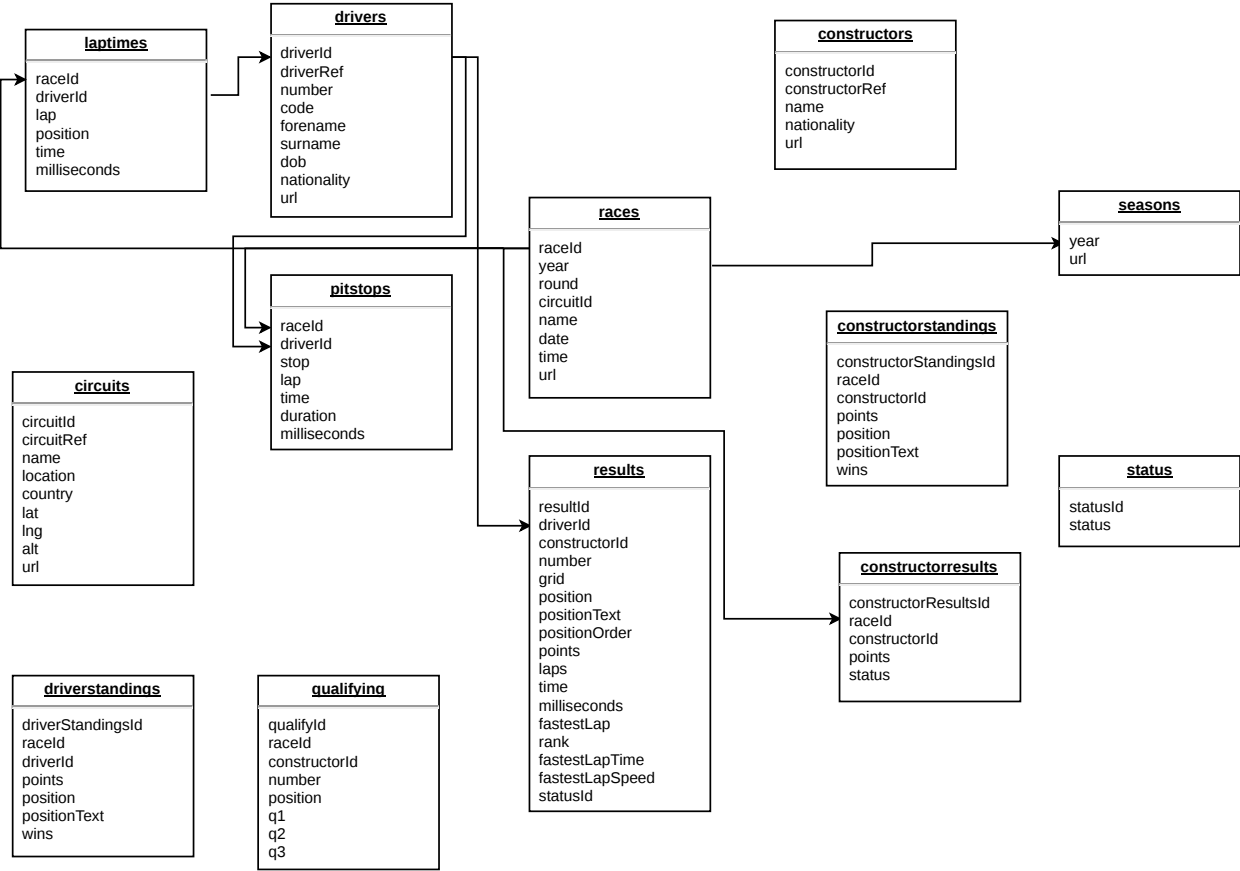 drivers
driverId
driverRef
number
code
forename
surname
dob
nationality
url
laptimes
raceId
driverId
lap
position
time
milliseconds
constructors
constructorId
constructorRef
name
nationality
url
races
raceId
year
round
circuitId
name
date
time
url
seasons
year
url
pitstops
raceId
driverId
stop
lap
time
duration
milliseconds
constructorstandings
constructorStandingsId
raceId
constructorId
points
position
positionText
wins
circuits
circuitId
circuitRef
name
location
country
lat
lng
alt
url
results
resultId
driverId
constructorId
number
grid
position
positionText
positionOrder
points
laps
time
milliseconds
fastestLap
rank
fastestLapTime
fastestLapSpeed
statusId
status
statusId
status
constructorresults
constructorResultsId
raceId
constructorId
points
status
driverstandings
driverStandingsId
raceId
driverId
points
position
positionText
wins
qualifying
qualifyId
raceId
constructorId
number
position
q1
q2
q3